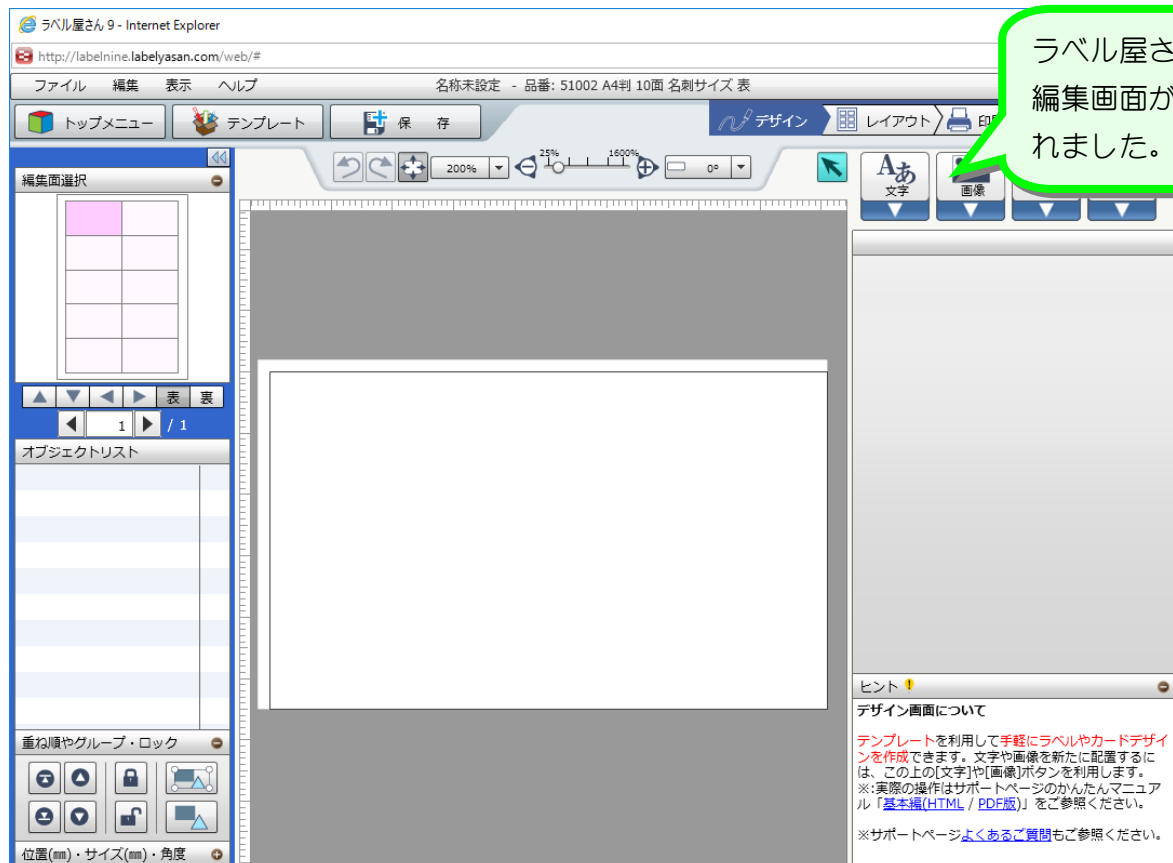 ラベル屋さん 9 - Internet Explorer
http://labelnine.labelyasan.com/web/#
ファイル 編集 表示 ヘルプ 名称未設定 - 品番: 51002 A4判 10面 名刺サイズ 表
トップメニュー テンプレート 保 存 デザイン レイアウト
ラベル屋さ
編集画面が
れました。
200% 25% 1600% 0°
文字 画像
編集面選択
表 裏
1 / 1
オブジェクトリスト
重ね順やグループ・ロック
位置(㎜)・サイズ(㎜)・角度
ヒント
デザイン画面について
テンプレートを利用して手軽にラベルやカードデザイ
ンを作成できます。文字や画像を新たに配置するに
は、この上の[文字]や[画像]ボタンを利用します。
※:実際の操作はサポートページのかんたんマニュア
ル「基本編(HTML / PDF版)」をご参照ください。
※サポートページよくあるご質問もご参照ください。